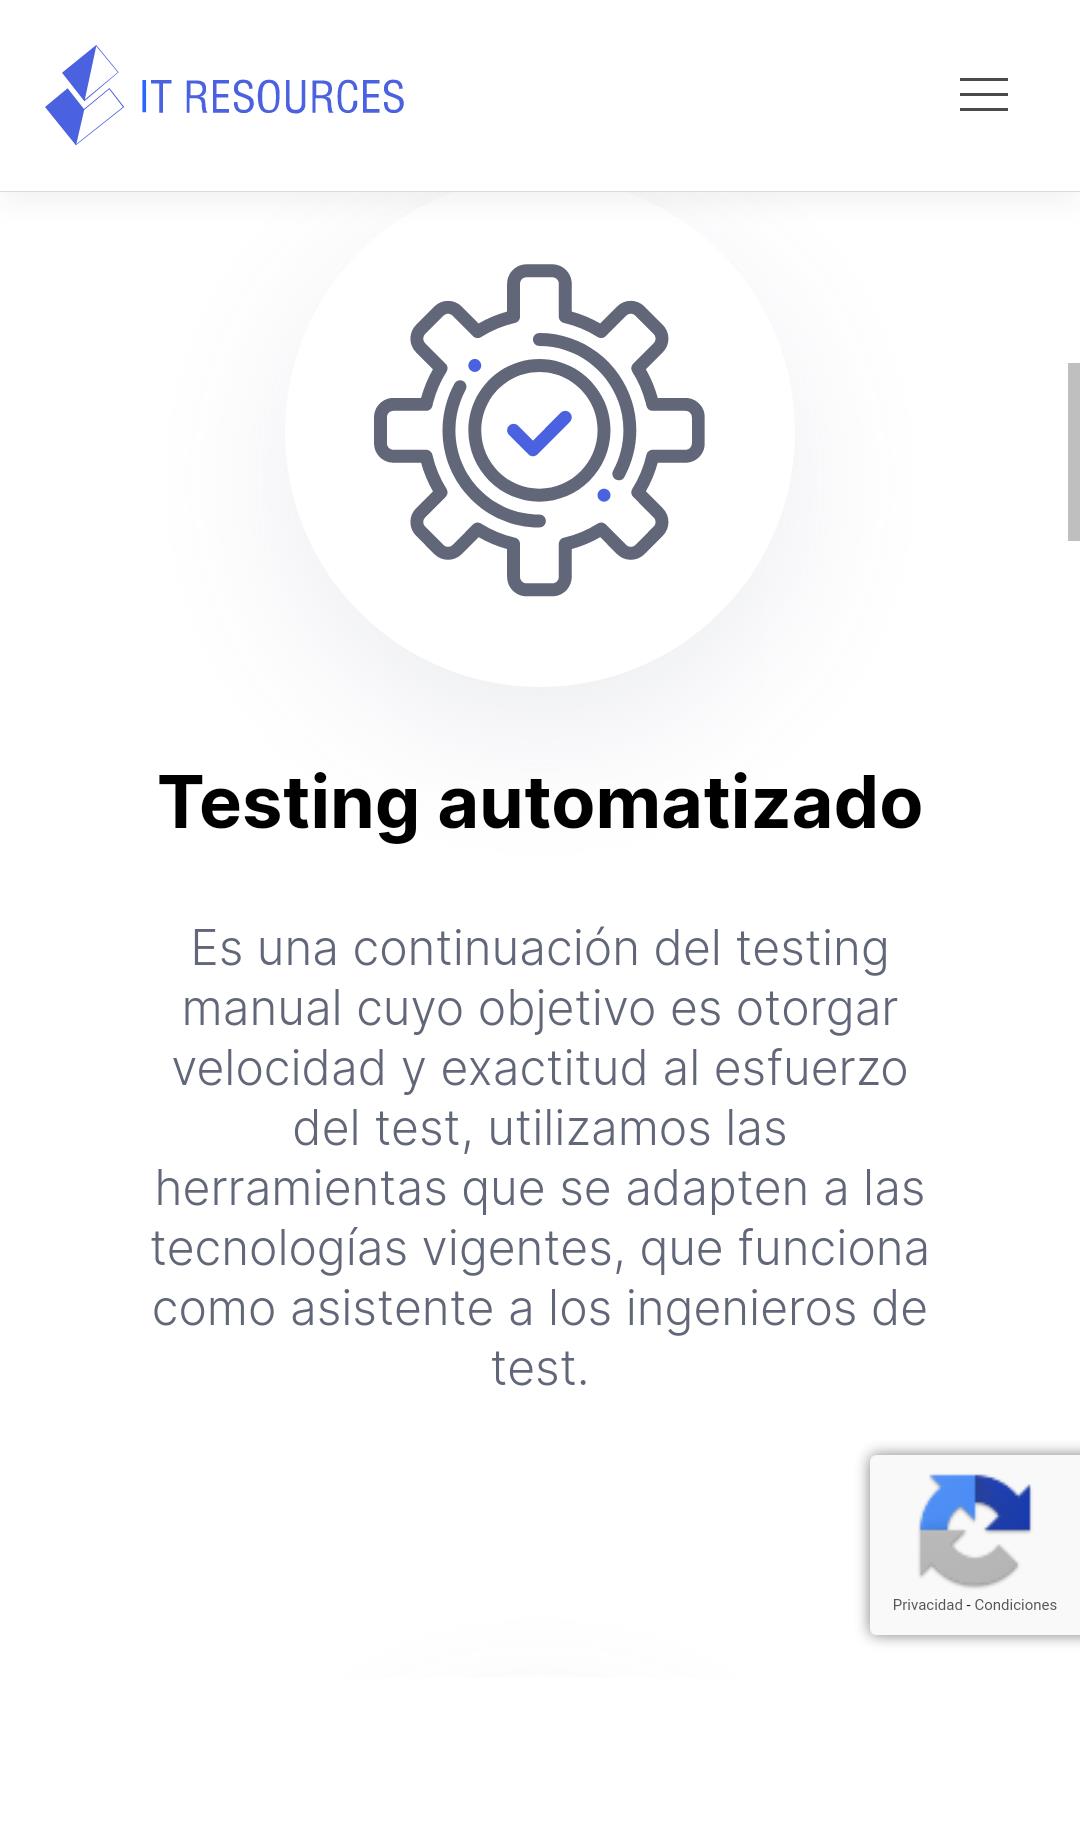 IT RESOURCES
Testing automatizado
Es una continuación del testing
manual cuyo objetivo es otorgar
velocidad y exactitud al esfuerzo
del test, utilizamos las
herramientas que se adapten a las
tecnologías vigentes, que funciona
como asistente a los ingenieros de
test.
Privacidad - Condiciones